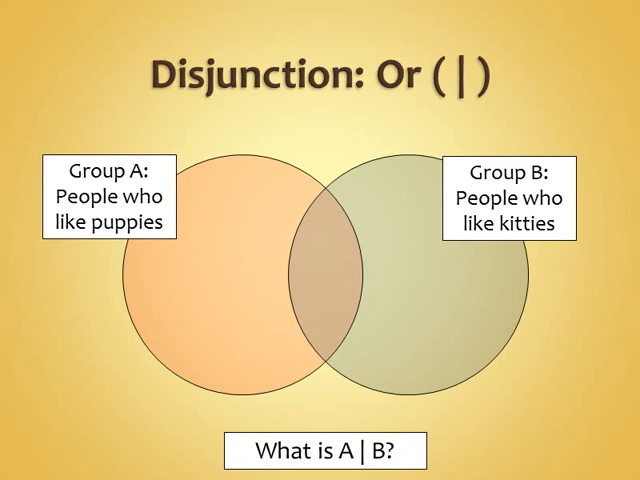 Disjunction: Or ( | )
Group A:
People who
like puppies
Group B:
People who
like kitties
What is A | B?